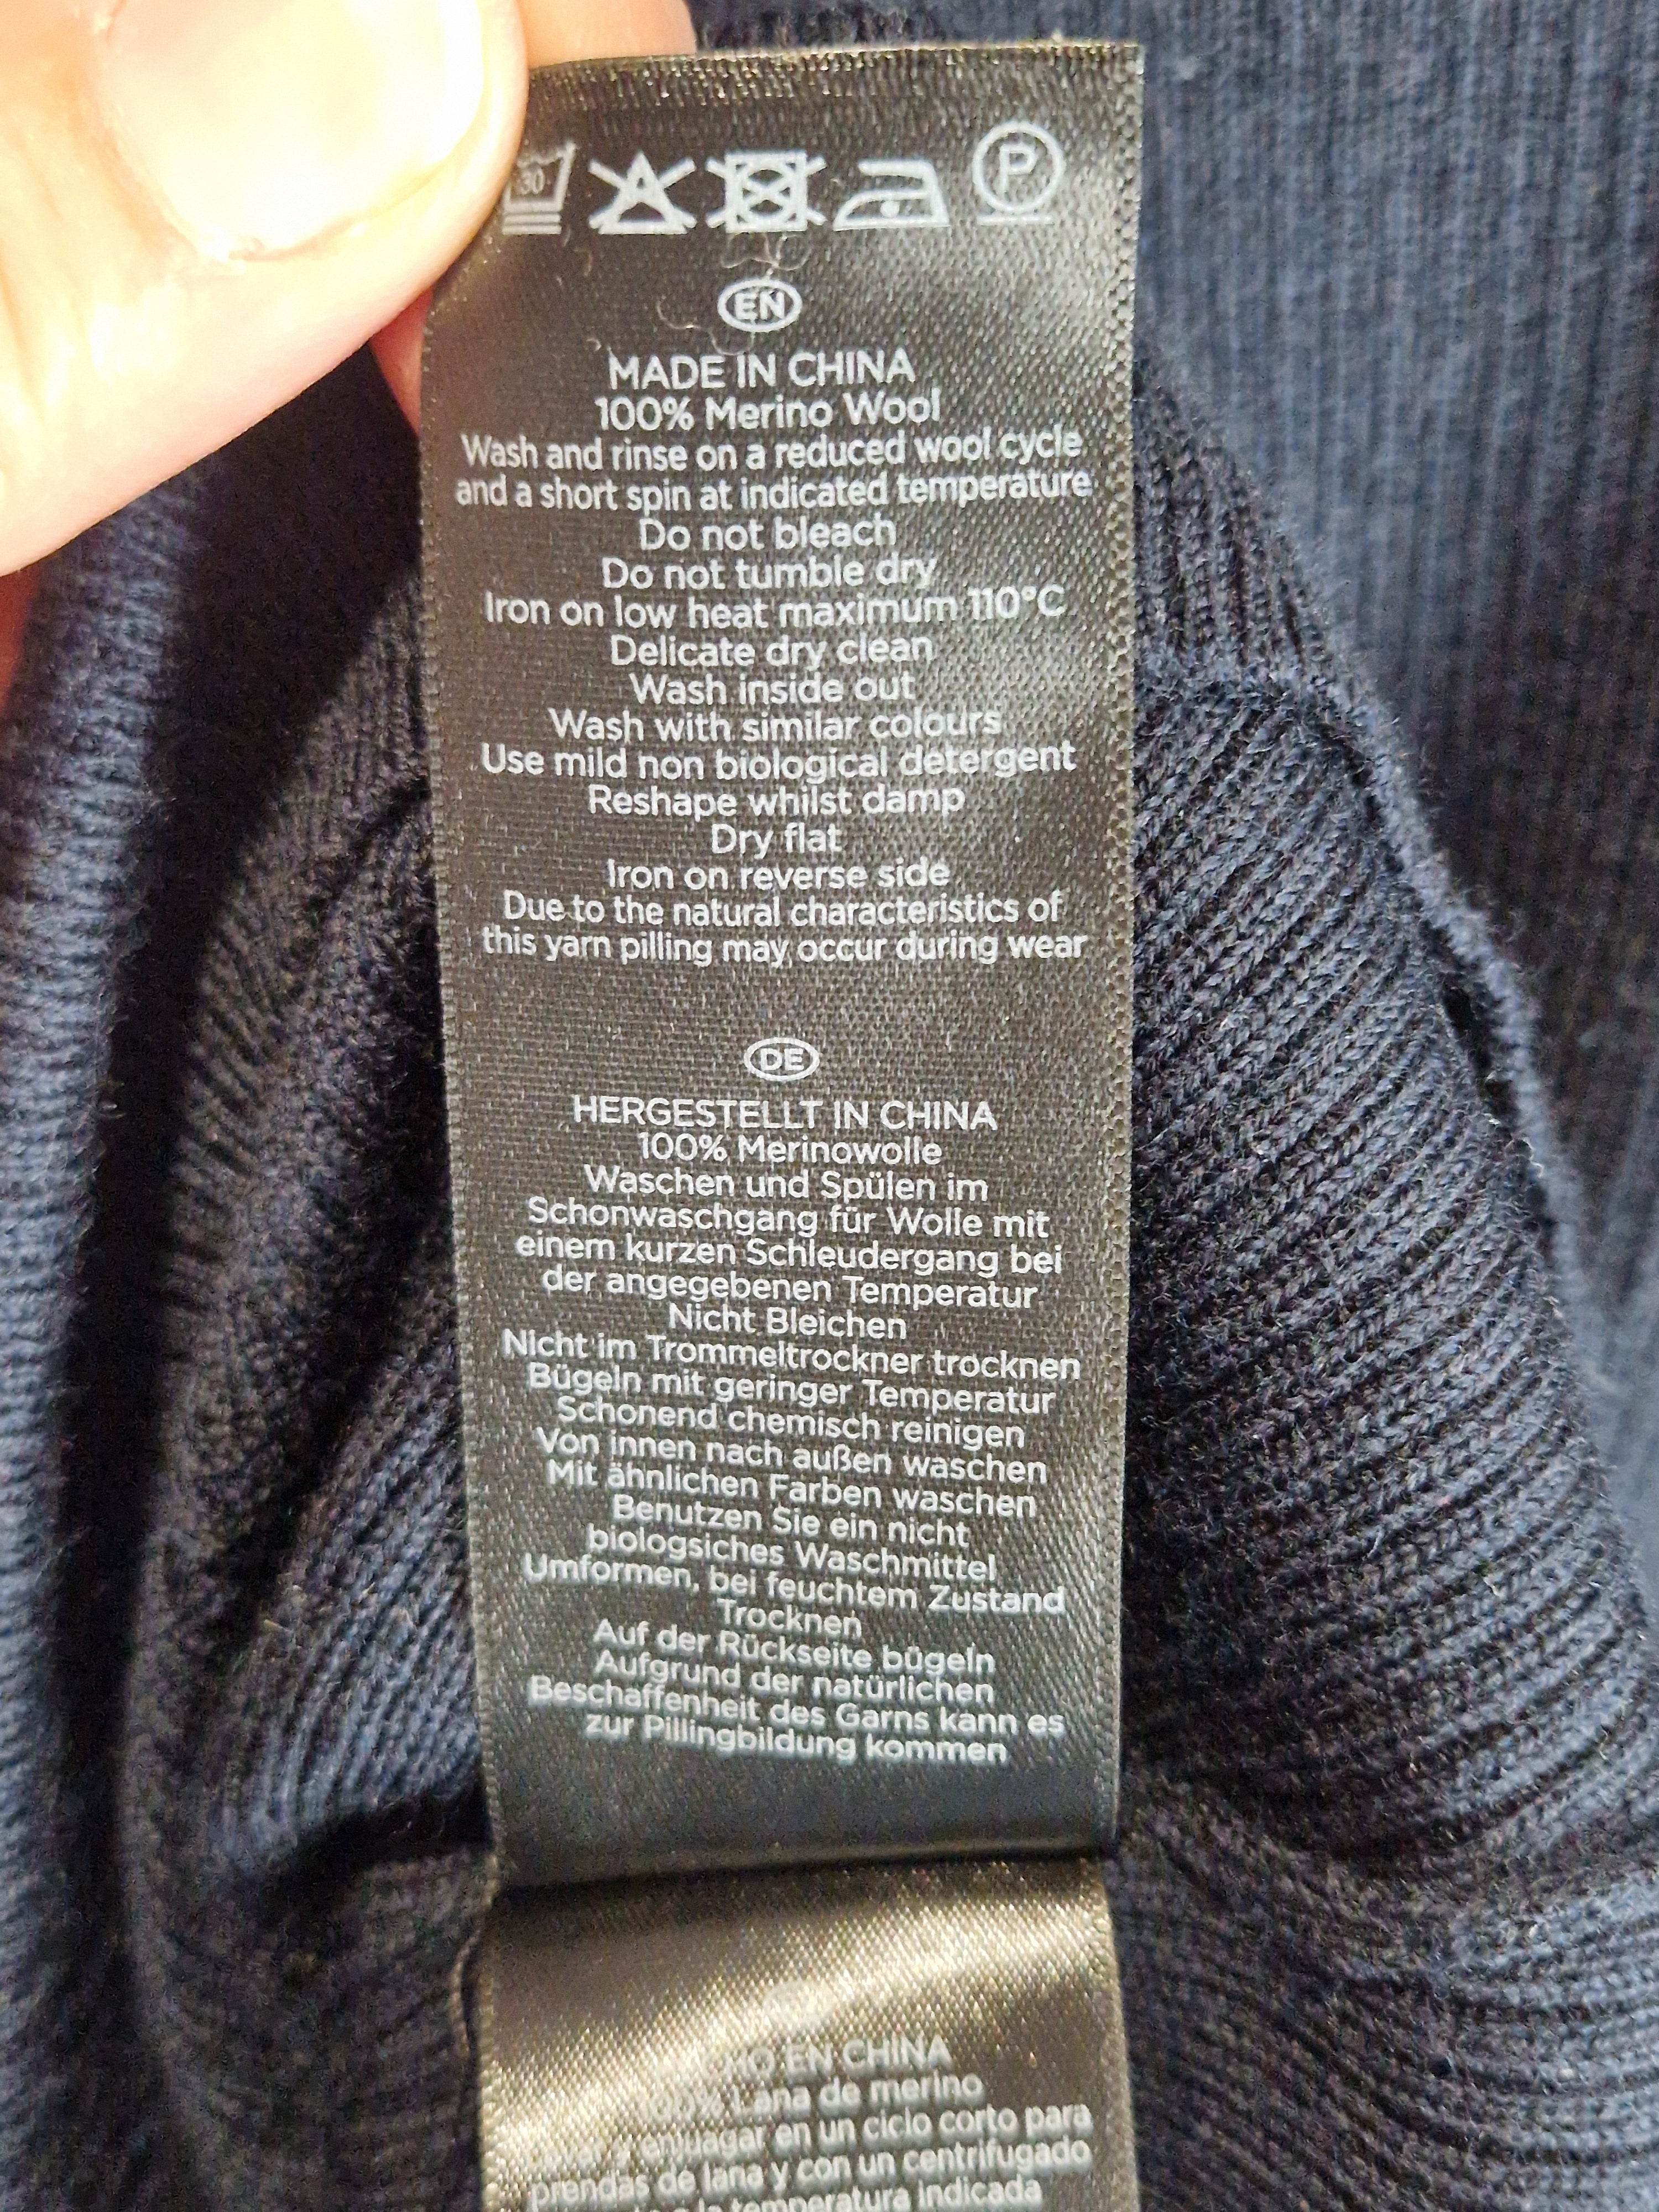 30
P
EN
MADE IN CHINA
100% Merino Wool
Wash and rinse on a reduced wool cycle
and a short spin at indicated temperature
Do not bleach
Do not tumble dry
Iron on low heat maximum 110°C
Delicate dry clean
Wash inside out
Wash with similar colours
Use mild non biological detergent
Reshape whilst damp
Dry flat
Iron on reverse side
Due to the natural characteristics of
this yarn pilling may occur during wear
DE
HERGESTELLT IN CHINA
100% Merinowolle
Waschen und Spülen im
Schonwaschgang für Wolle mit
einem kurzen Schleudergang bei
der angegebenen Temperatur
Nicht Bleichen
Nicht im Trommeltrockner trocknen
Bügeln mit geringer Temperatur
Schonend chemisch reinigen
Von innen nach außen waschen
Mit ähnlichen Farben waschen
Benutzen Sie ein nicht
biologsiches Waschmittel
Umformen, bei feuchtem Zustand
Trocknen
Auf der Rückseite bügeln
Aufgrund der natürlichen
Beschaffenheit des Garns kann es
zur Pillingbildung kommen
EN CHINA
100% Lana de merino
y enjuagar en un ciclo corto para
prendas de lana y con un centrifugado
la temperatura indicada